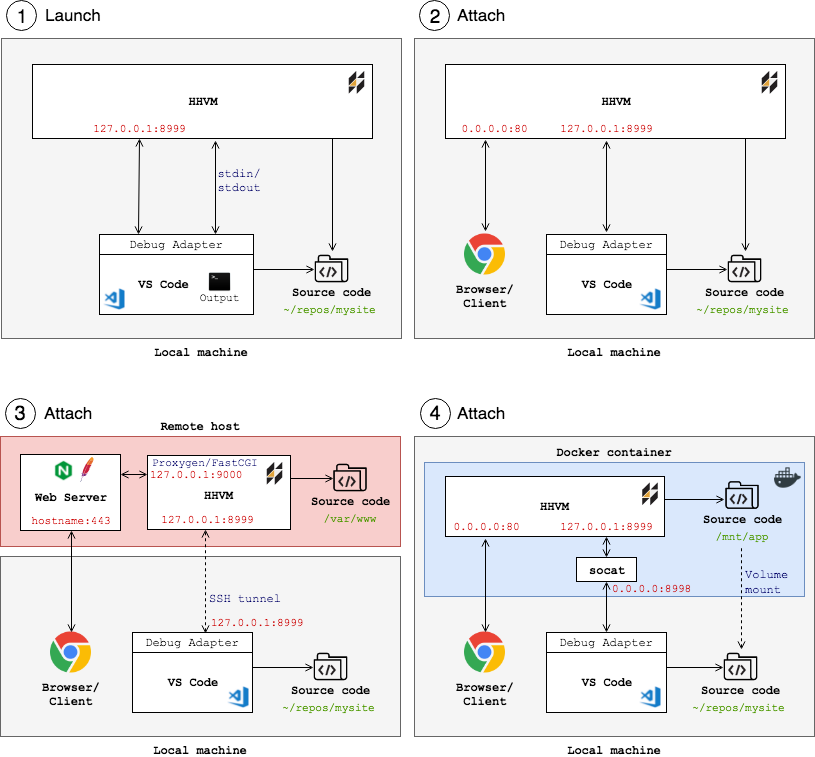 1 Launch
HHVM
127.0.0.1:8999
stdin/
stdout
Debug Adapter
VS Code
Output
Source code
~/repos/mysite
Local machine
2 Attach
HHVM
0.0.0.0:80 127.0.0.1:8999
Debug Adapter
VS Code
Browser/
Client
Source code
~/repos/mysite
Local machine
3 Attach
Remote host
Web Server
hostname:443
Proxygen/FastCGI
127.0.0.1:9000
HHVM
127.0.0.1:8999
Source code
/var/www
SSH tunnel
127.0.0.1:8999
Debug Adapter
VS Code
Browser/
Client
Source code
~/repos/mysite
Local machine
4 Attach
Docker container
HHVM
0.0.0.0:80 127.0.0.1:8999
Source code
/mnt/app
socat
0.0.0.0:8998
Volume
mount
Debug Adapter
VS Code
Browser/
Client
Source code
~/repos/mysite
Local machine